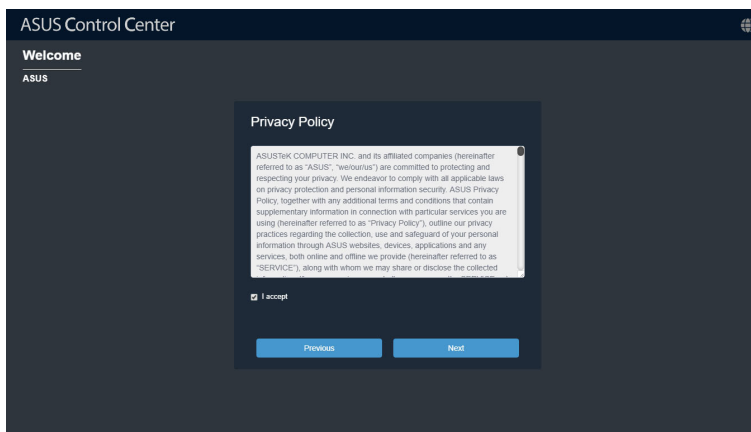 ASUS Control Center
Welcome
ASUS
Privacy Policy
ASUSTeK COMPUTER INC. and its affiliated companies (hereinafter
referred to as “ASUS”, “we/our/us”) are committed to protecting and
respecting your privacy. We endeavor to comply with all applicable laws
on privacy protection and personal information security. ASUS Privacy
Policy, together with any additional terms and conditions that contain
supplementary information in connection with particular services you are
using (hereinafter referred to as “Privacy Policy”), outline our privacy
practices regarding the collection, use and safeguard of your personal
information through ASUS websites, devices, applications and any
services, both online and offline we provide (hereinafter referred to as
“SERVICE”), along with whom we may share or disclose the collected
I accept
Previous
Next